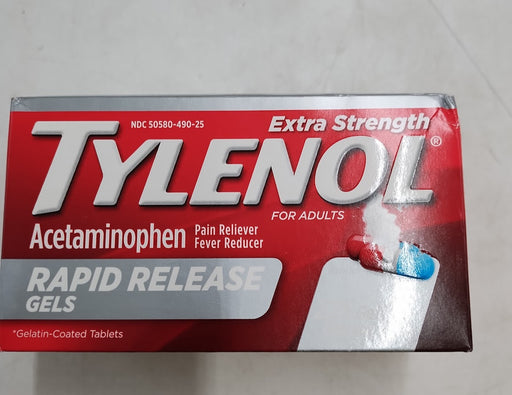 NDC 50580-490-25
Extra Strength
TYLENOL®
FOR ADULTS
Acetaminophen
Pain Reliever
Fever Reducer
RAPID RELEASE
GELS
*Gelatin-Coated Tablets